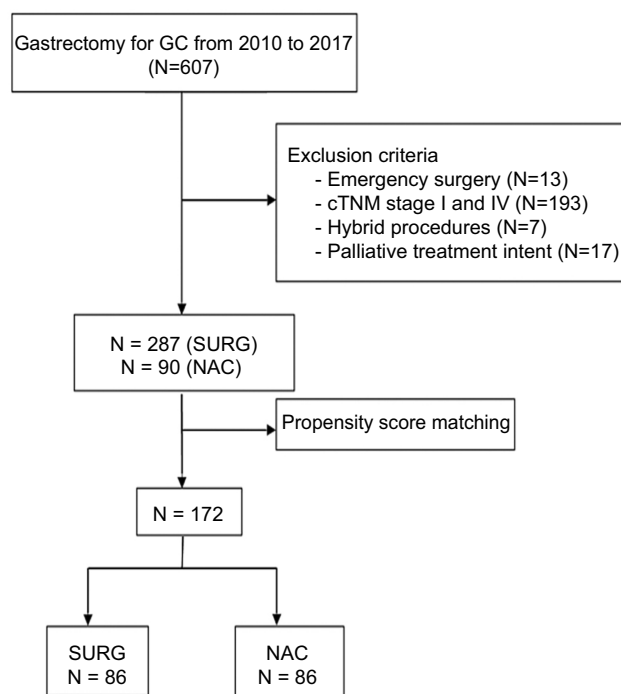 Gastrectomy for GC from 2010 to 2017
(N=607)
Exclusion criteria
- Emergency surgery (N=13)
- cTNM stage I and IV (N=193)
- Hybrid procedures (N=7)
- Palliative treatment intent (N=17)
N = 287 (SURG)
N = 90 (NAC)
Propensity score matching
N = 172
SURG
N = 86
NAC
N = 86